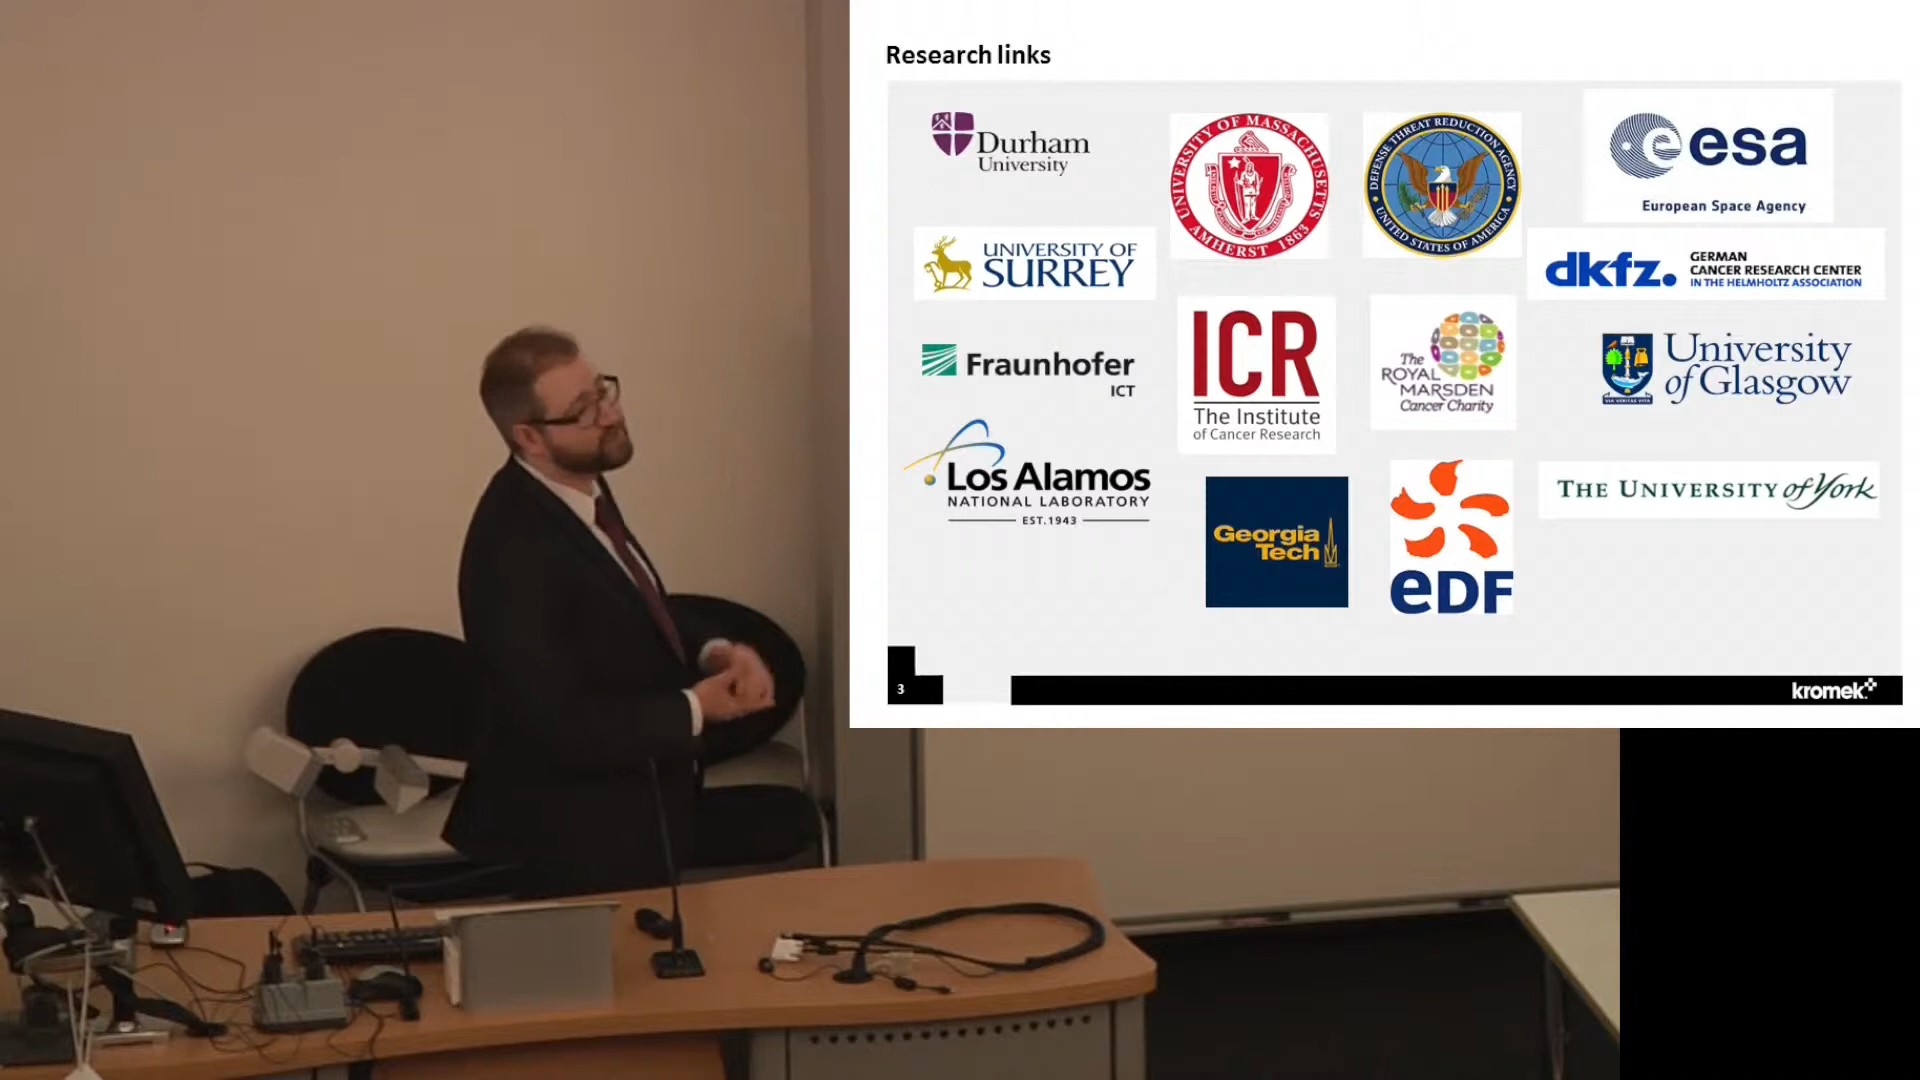 Research links
Durham
University
UNIVERSITY OF MASSACHUSETTS
AMHERST 1863
DEFENSE THREAT REDUCTION AGENCY
UNITED STATES OF AMERICA
esa
European Space Agency
UNIVERSITY OF
SURREY
dkfz.
GERMAN
CANCER RESEARCH CENTER
IN THE HELMHOLTZ ASSOCIATION
Fraunhofer
ICT
ICR
The Institute
of Cancer Research
The
ROYAL
MARSDEN
Cancer Charity
University
of Glasgow
VIA VERITAS VITA
Los Alamos
NATIONAL LABORATORY
EST.1943
Georgia
Tech
eDF
THE UNIVERSITY of York
3
kromek